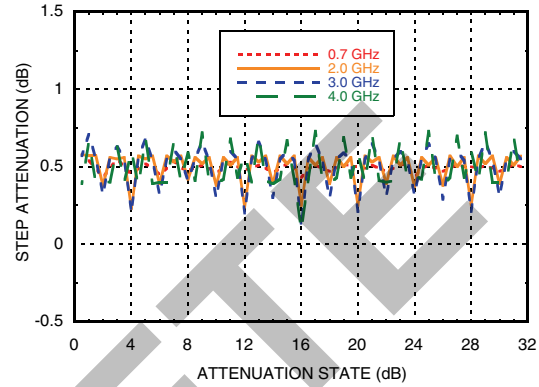 1.5
1
0.5
0
-0.5
STEP ATTENUATION (dB)
0.7 GHz
2.0 GHz
3.0 GHz
4.0 GHz
0 4 8 12 16 20 24 28 32
ATTENUATION STATE (dB)